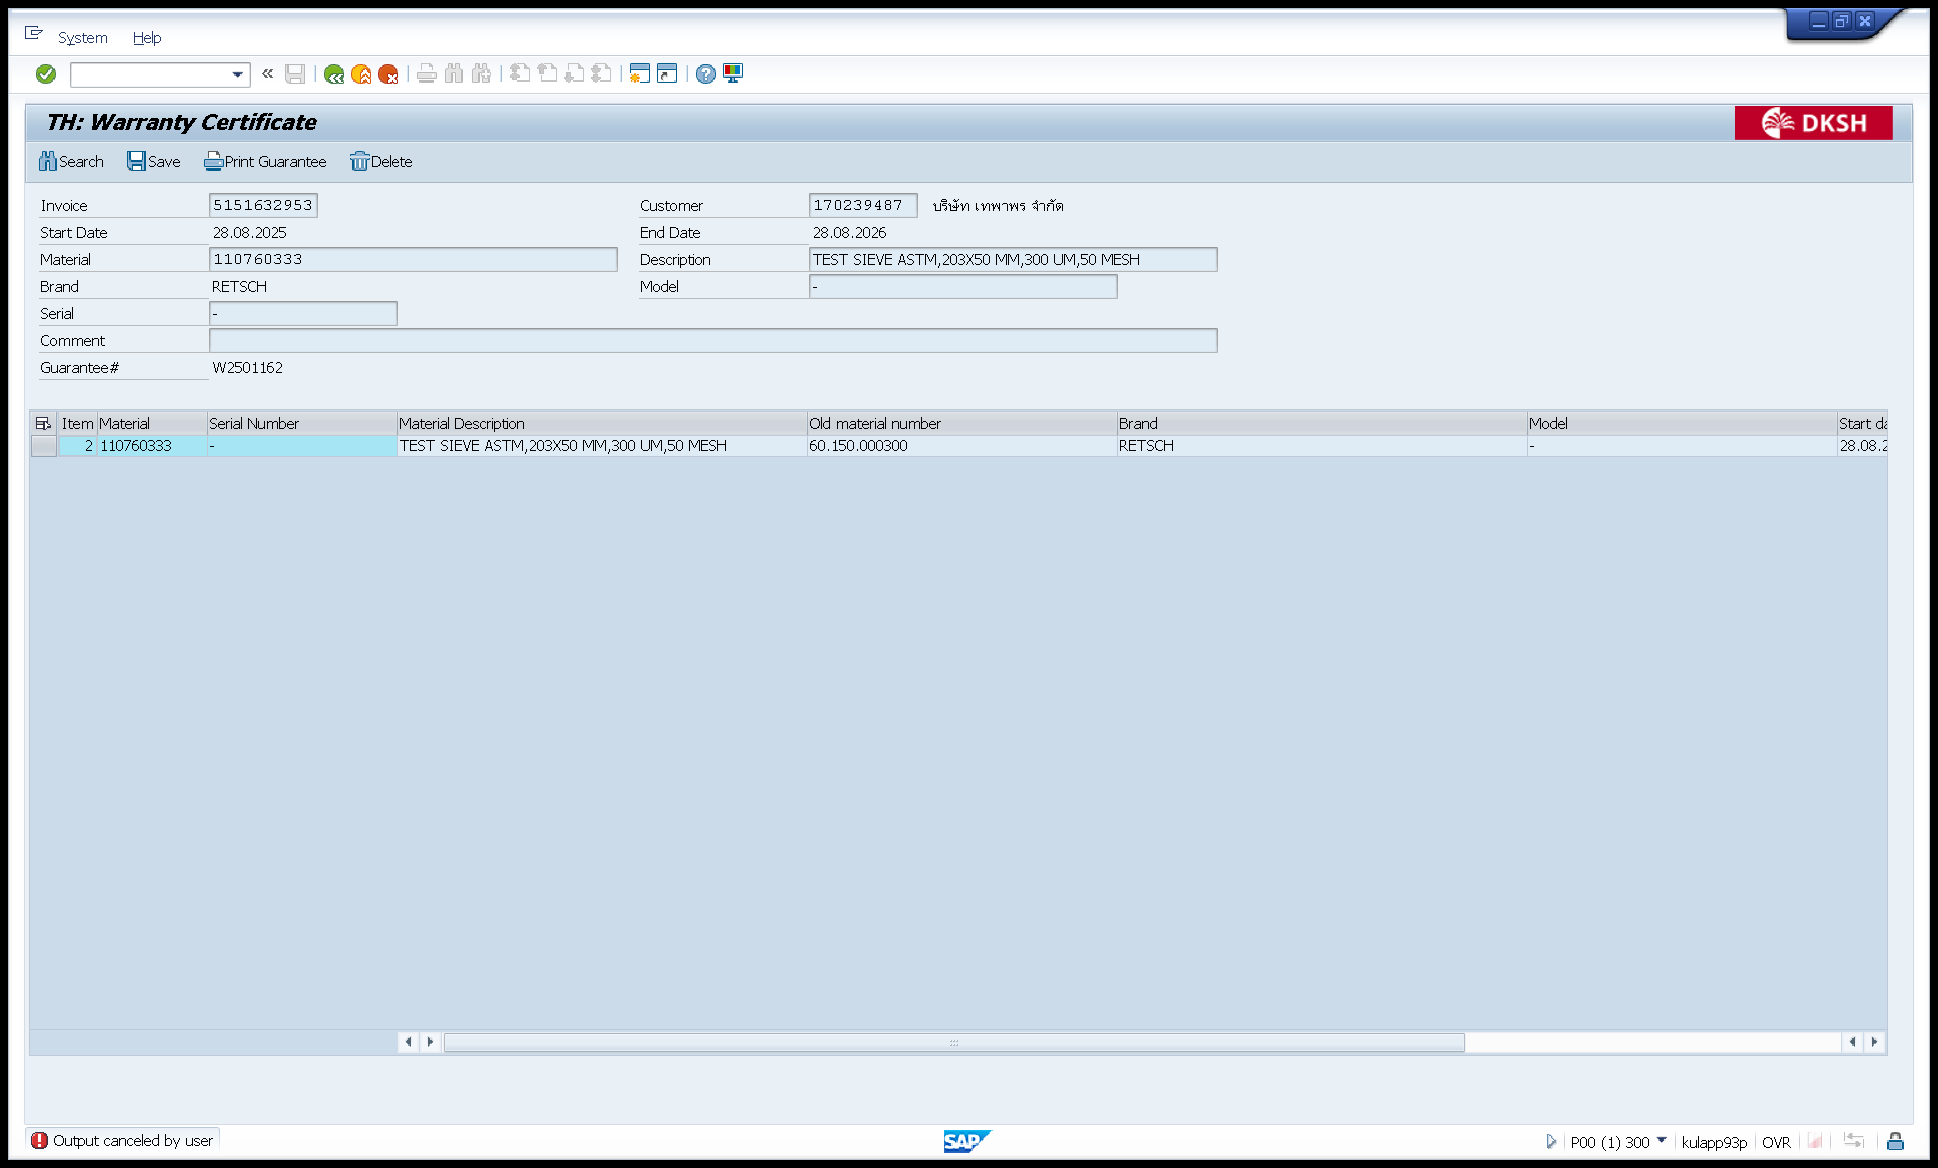 System Help
TH: Warranty Certificate
DKSH
Search Save Print Guarantee Delete
Invoice 5151632953 Customer 170239487 บริษัท เทพาพร จำกัด
Start Date 28.08.2025 End Date 28.08.2026
Material 110760333 Description TEST SIEVE ASTM,203X50 MM,300 UM,50 MESH
Brand RETSCH Model -
Serial -
Comment
Guarantee# W2501162
Item Material Serial Number Material Description Old material number Brand Model Start da
2 110760333 - TEST SIEVE ASTM,203X50 MM,300 UM,50 MESH 60.150.000300 RETSCH - 28.08.2
Output canceled by user SAP P00 (1) 300 kulapp93p OVR